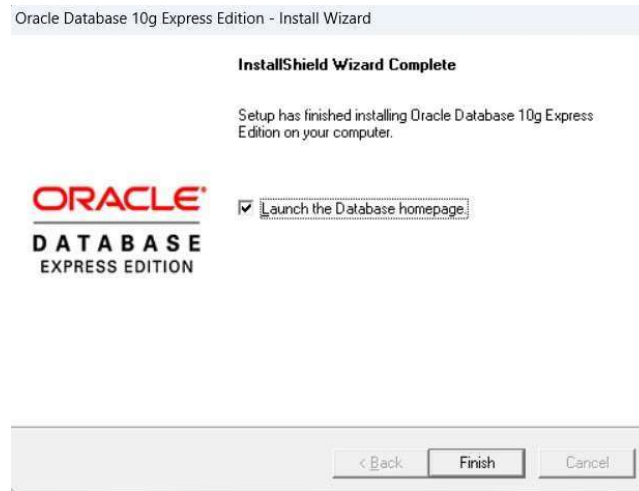 Oracle Database 10g Express Edition - Install Wizard
InstallShield Wizard Complete
Setup has finished installing Oracle Database 10g Express
Edition on your computer.
ORACLE
DATABASE
EXPRESS EDITION
Launch the Database homepage.
< Back Finish Cancel